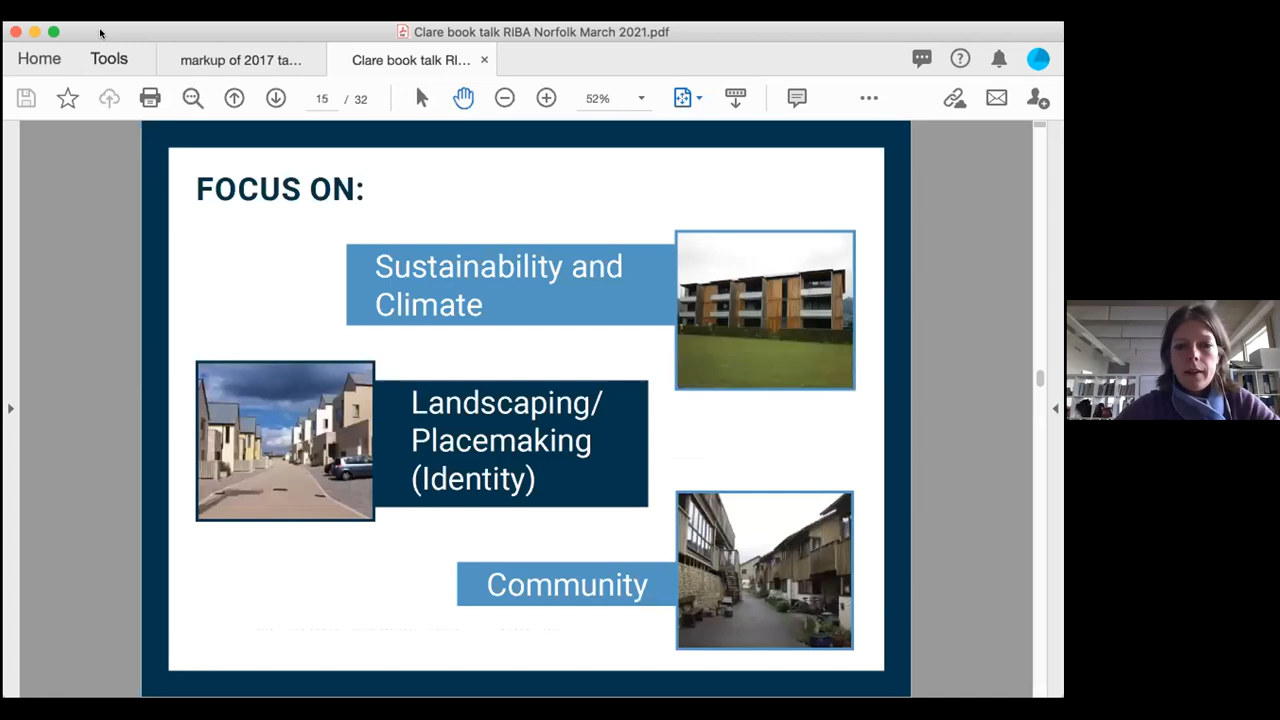 Clare book talk RIBA Norfolk March 2021.pdf
Home
Tools
markup of 2017 ta...
Clare book talk RI...
15 / 32
52%
FOCUS ON:
Sustainability and
Climate
Landscaping/
Placemaking
(Identity)
Community